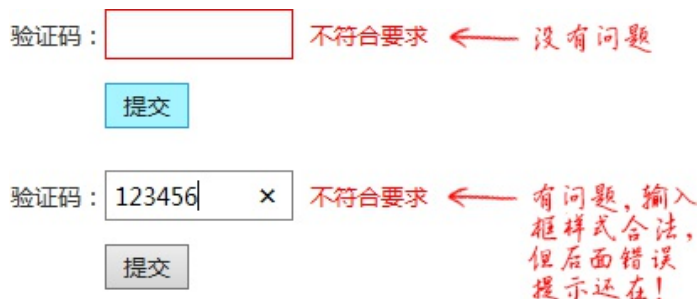 验证码： 不符合要求 没有问题
提交
验证码： 123456 × 不符合要求 有问题，输入
框样式合法，
但后面错误
提交
提示还在！